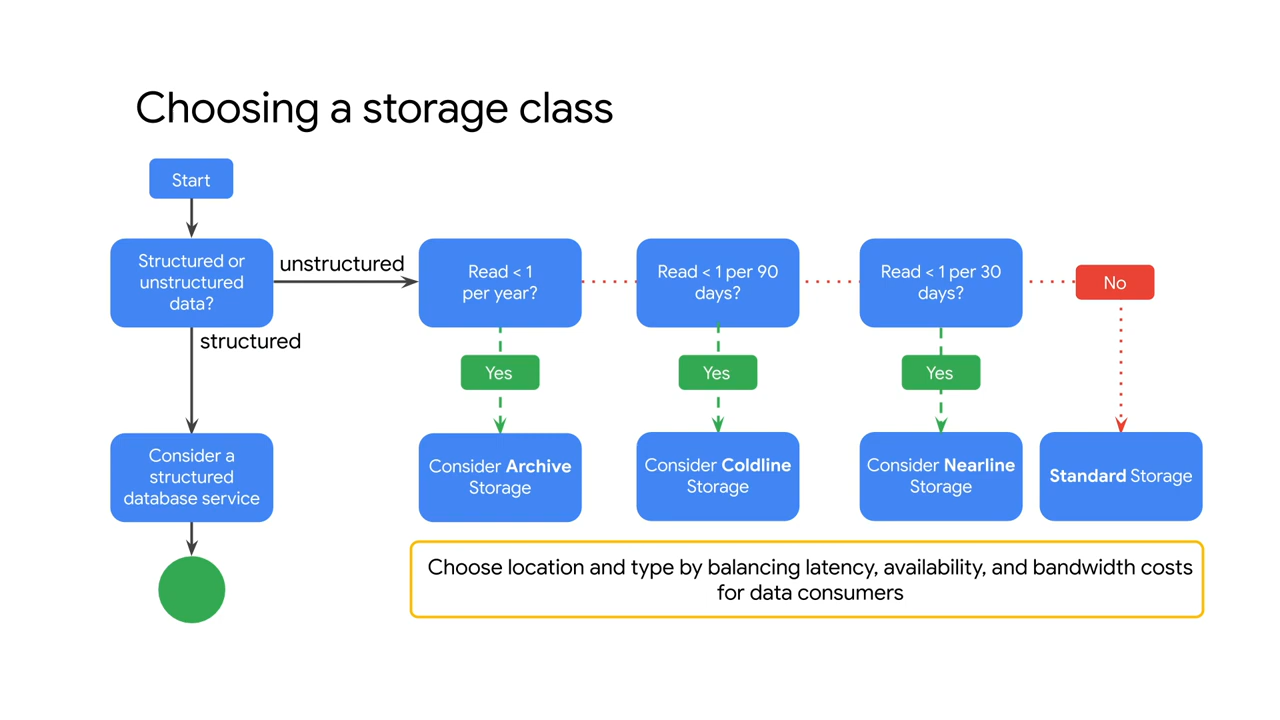 Choosing a storage class
Start
Structured or
unstructured
data?
unstructured
structured
Read < 1
per year?
Read < 1 per 90
days?
Read < 1 per 30
days?
No
Yes
Yes
Yes
Consider a
structured
database service
Consider Archive
Storage
Consider Coldline
Storage
Consider Nearline
Storage
Standard Storage
Choose location and type by balancing latency, availability, and bandwidth costs
for data consumers